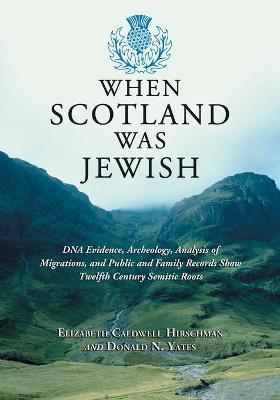 WHEN
SCOTLAND
WAS
JEWISH
DNA Evidence, Archeology, Analysis of
Migrations, and Public and Family Records Show
Twelfth Century Semitic Roots
ELIZABETH CALDWELL HIRSCHMAN
AND DONALD N. YATES